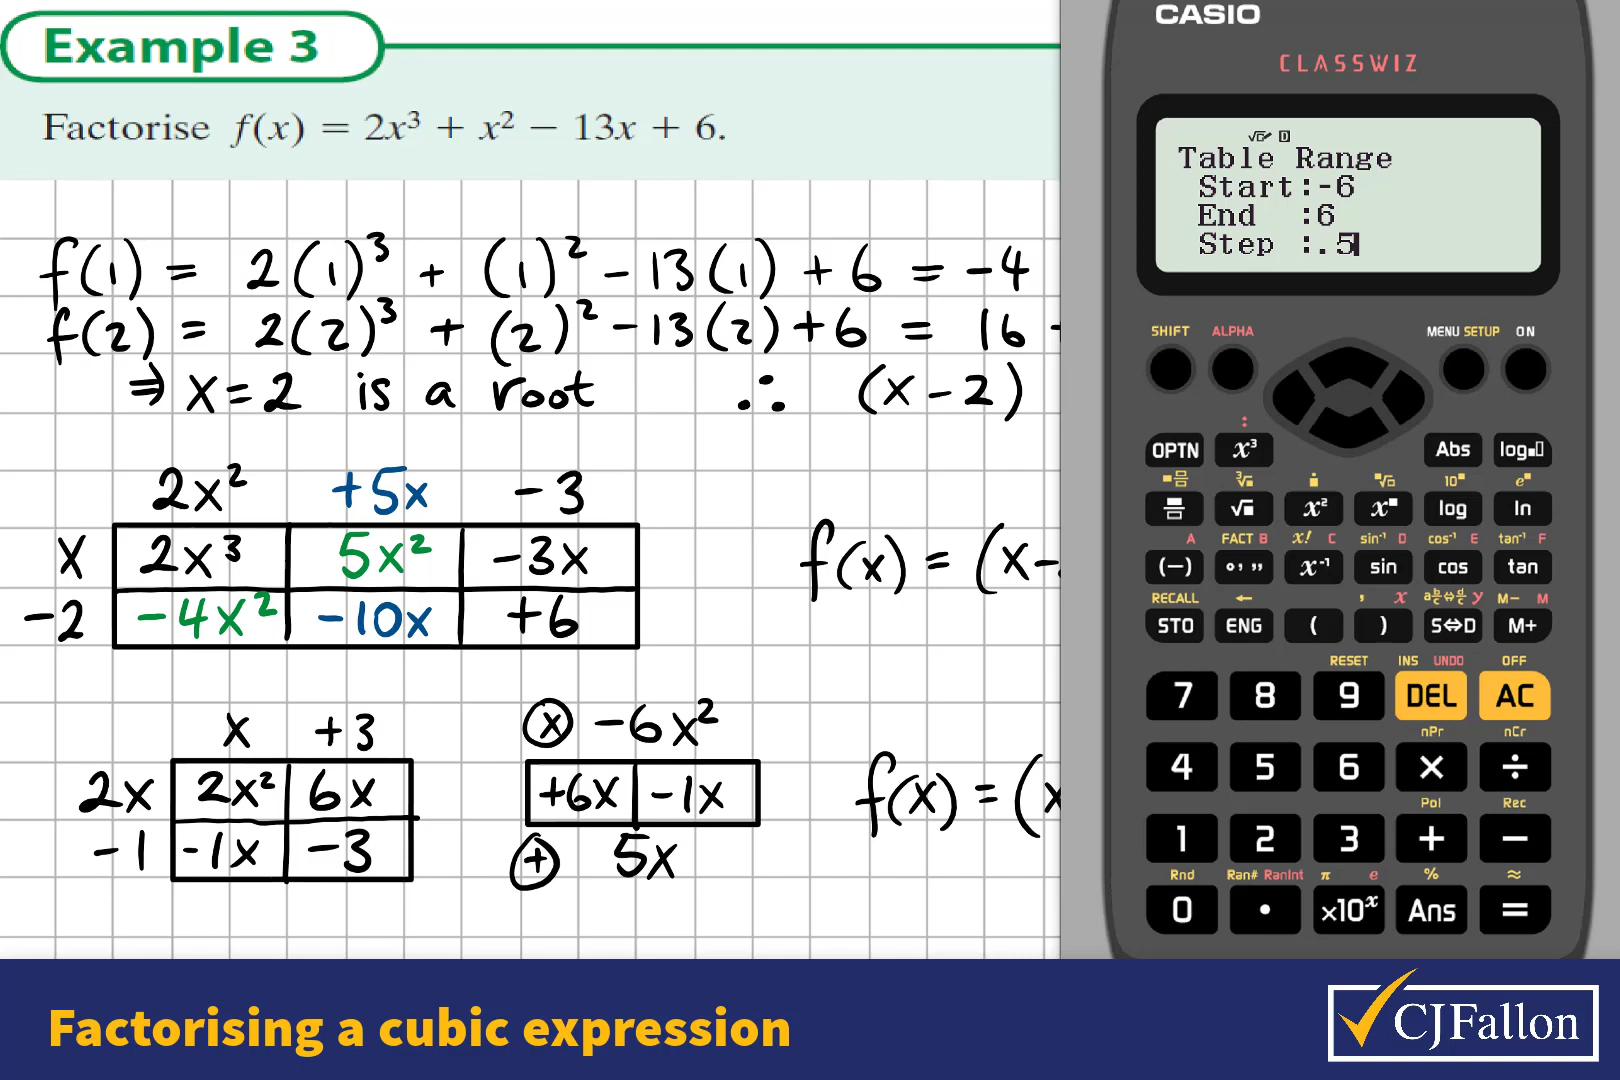 Example 3
Factorise f(x) = 2x³ + x² − 13x + 6.
f(1) = 2(1)³ + (1)² − 13(1) + 6 = −4
f(2) = 2(2)³ + (2)² − 13(2) + 6 = 16
⇒ x = 2 is a root ∴ (x − 2)
2x² +5x −3
x 2x³ 5x² −3x
−2 −4x² −10x +6
f(x) = (x−
x +3
2x 2x² 6x
−1 −1x −3
(x) −6x²
+6x −1x
(+) 5x
f(x) = (x
CASIO
CLASSWIZ
Table Range
Start:-6
End :6
Step :.5
SHIFT ALPHA MENU SETUP ON
:
OPTN x³ Abs log▪▯
▪▯/▯ ³√▪ ▪ ▪√▯ 10▪ e▪
√▪ x² x▪ log ln
A FACT B x! C sin⁻¹ D cos⁻¹ E tan⁻¹ F
(−) °’” x⁻¹ sin cos tan
RECALL ← , x a b/c⇔d/c y M− M
STO ENG ( ) S⇔D M+
RESET INS UNDO OFF
7 8 9 DEL AC
nPr nCr
4 5 6 × ÷
Pol Rec
1 2 3 + −
Rnd Ran# RanInt π e % ≈
0 • ×10ˣ Ans =
Factorising a cubic expression
CJFallon